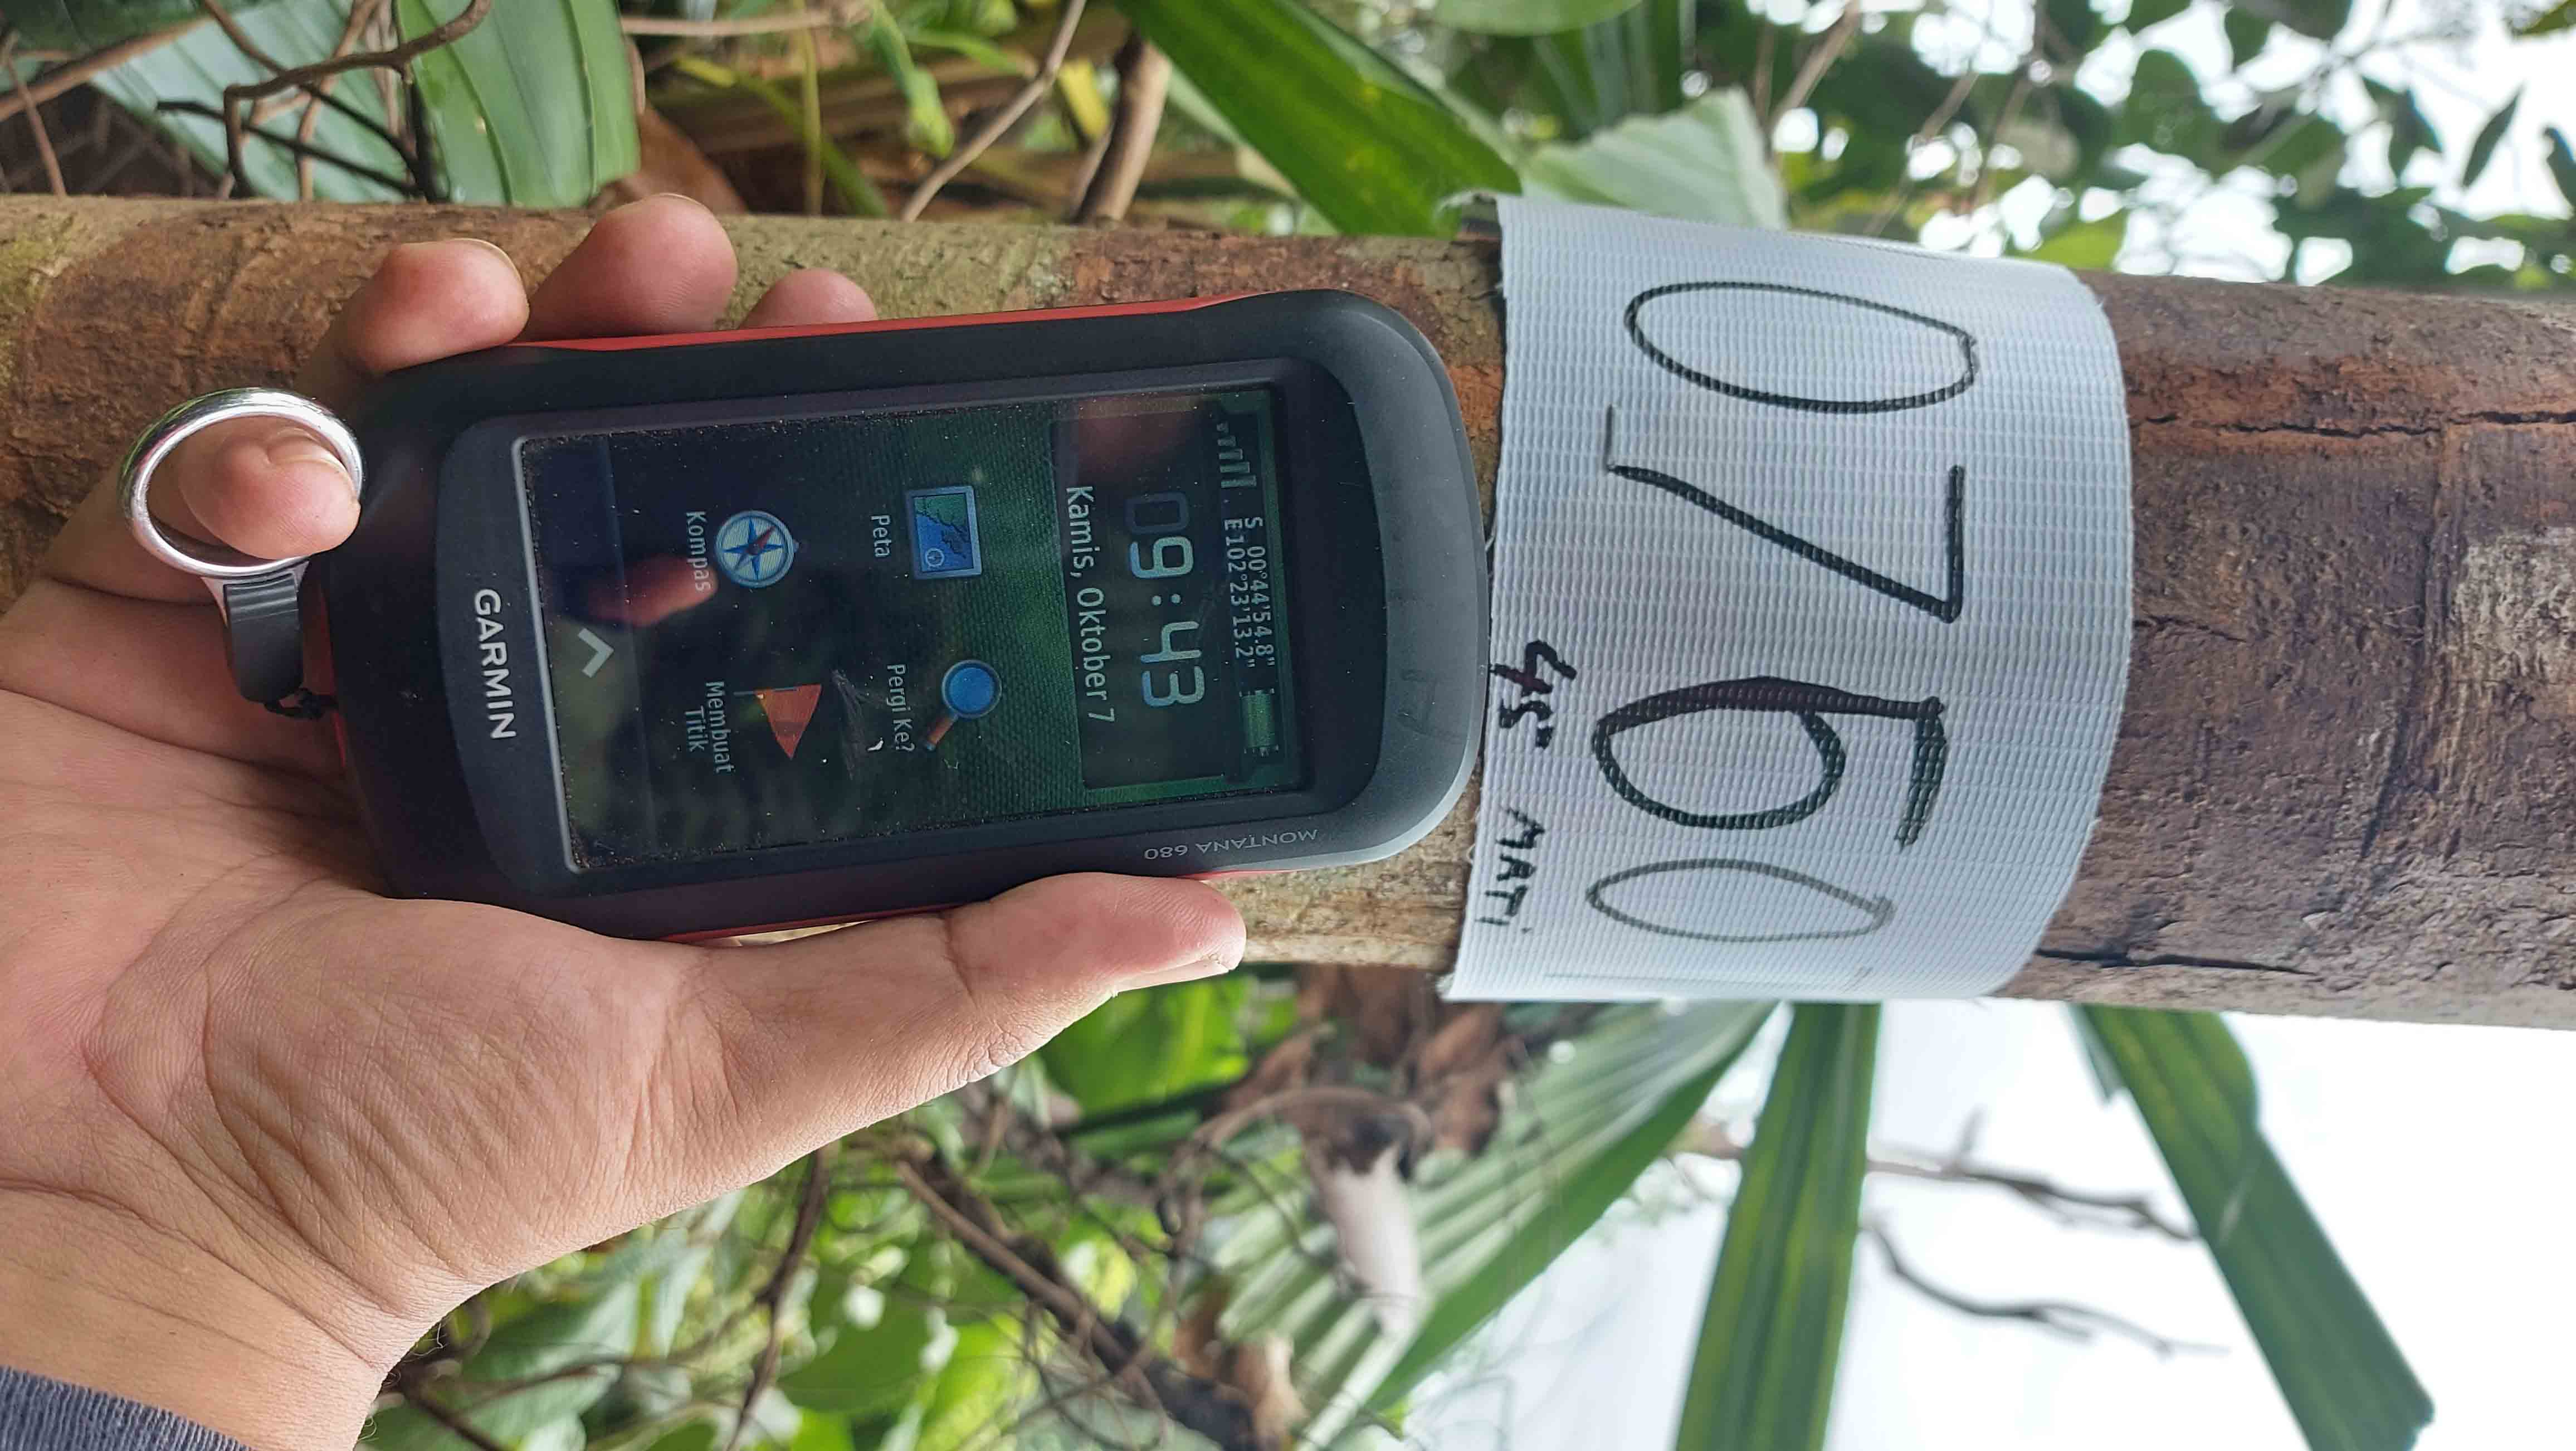 0760
45 MATi
S 00°44'54.8"
E 102°23'13.2"
09:43
Kamis, Oktober 7
Peta
Pergi Ke?
Kompas
Membuat
Titik
GARMIN
MONTANA 680